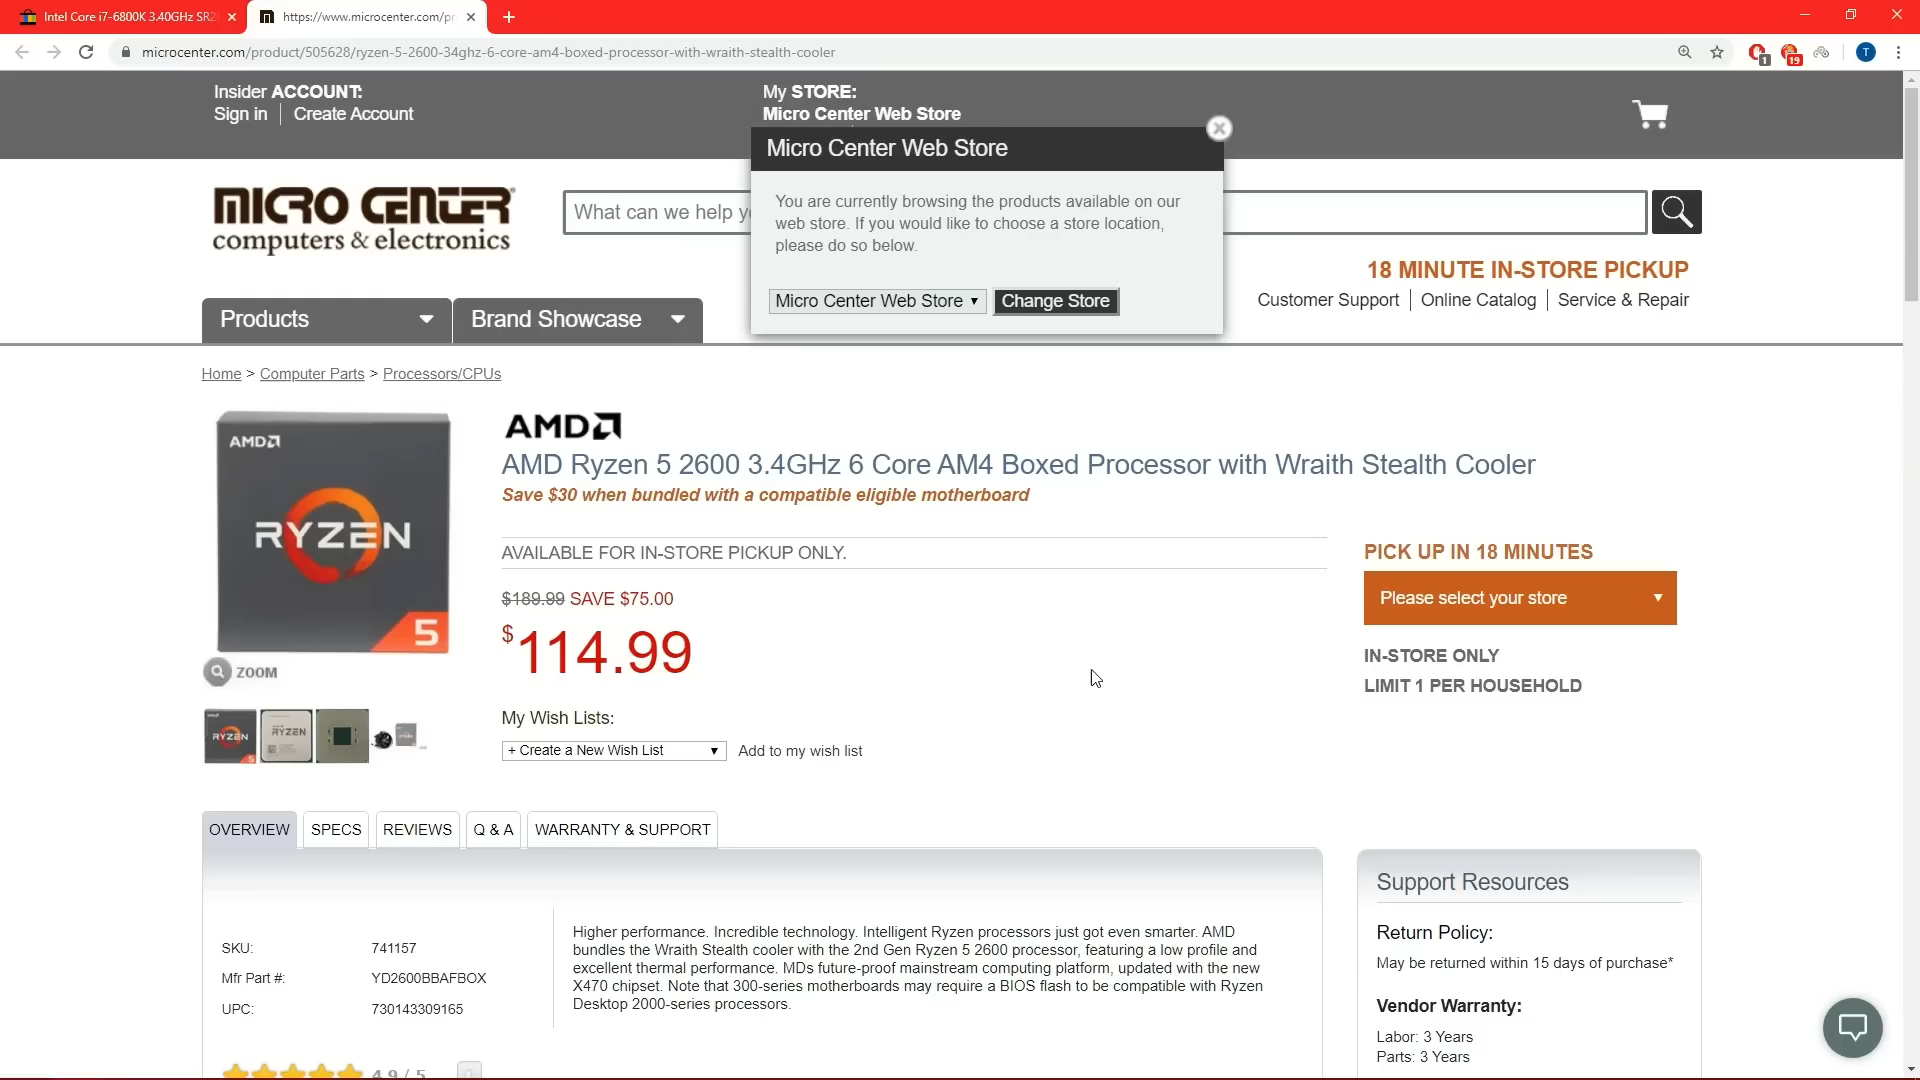 Intel Core i7-6800K 3.40GHz SR2
https://www.microcenter.com/pr
microcenter.com/product/505628/ryzen-5-2600-34ghz-6-core-am4-boxed-processor-with-wraith-stealth-cooler
1
19
T
Insider ACCOUNT:
Sign in
Create Account
My STORE:
Micro Center Web Store
Micro Center Web Store
You are currently browsing the products available on our
web store. If you would like to choose a store location,
please do so below.
Micro Center Web Store
Change Store
MICRO CENTER
computers & electronics
What can we help y
18 MINUTE IN-STORE PICKUP
Customer Support
Online Catalog
Service & Repair
Products
Brand Showcase
Home > Computer Parts > Processors/CPUs
AMD
RYZEN
5
ZOOM
AMD
AMD Ryzen 5 2600 3.4GHz 6 Core AM4 Boxed Processor with Wraith Stealth Cooler
Save $30 when bundled with a compatible eligible motherboard
AVAILABLE FOR IN-STORE PICKUP ONLY.
$189.99 SAVE $75.00
$114.99
PICK UP IN 18 MINUTES
Please select your store
IN-STORE ONLY
LIMIT 1 PER HOUSEHOLD
RYZEN
RYZEN
My Wish Lists:
+ Create a New Wish List
Add to my wish list
OVERVIEW
SPECS
REVIEWS
Q & A
WARRANTY & SUPPORT
SKU: 741157
Mfr Part #: YD2600BBAFBOX
UPC: 730143309165
Higher performance. Incredible technology. Intelligent Ryzen processors just got even smarter. AMD
bundles the Wraith Stealth cooler with the 2nd Gen Ryzen 5 2600 processor, featuring a low profile and
excellent thermal performance. MDs future-proof mainstream computing platform, updated with the new
X470 chipset. Note that 300-series motherboards may require a BIOS flash to be compatible with Ryzen
Desktop 2000-series processors.
4.9 / 5
Support Resources
Return Policy:
May be returned within 15 days of purchase*
Vendor Warranty:
Labor: 3 Years
Parts: 3 Years